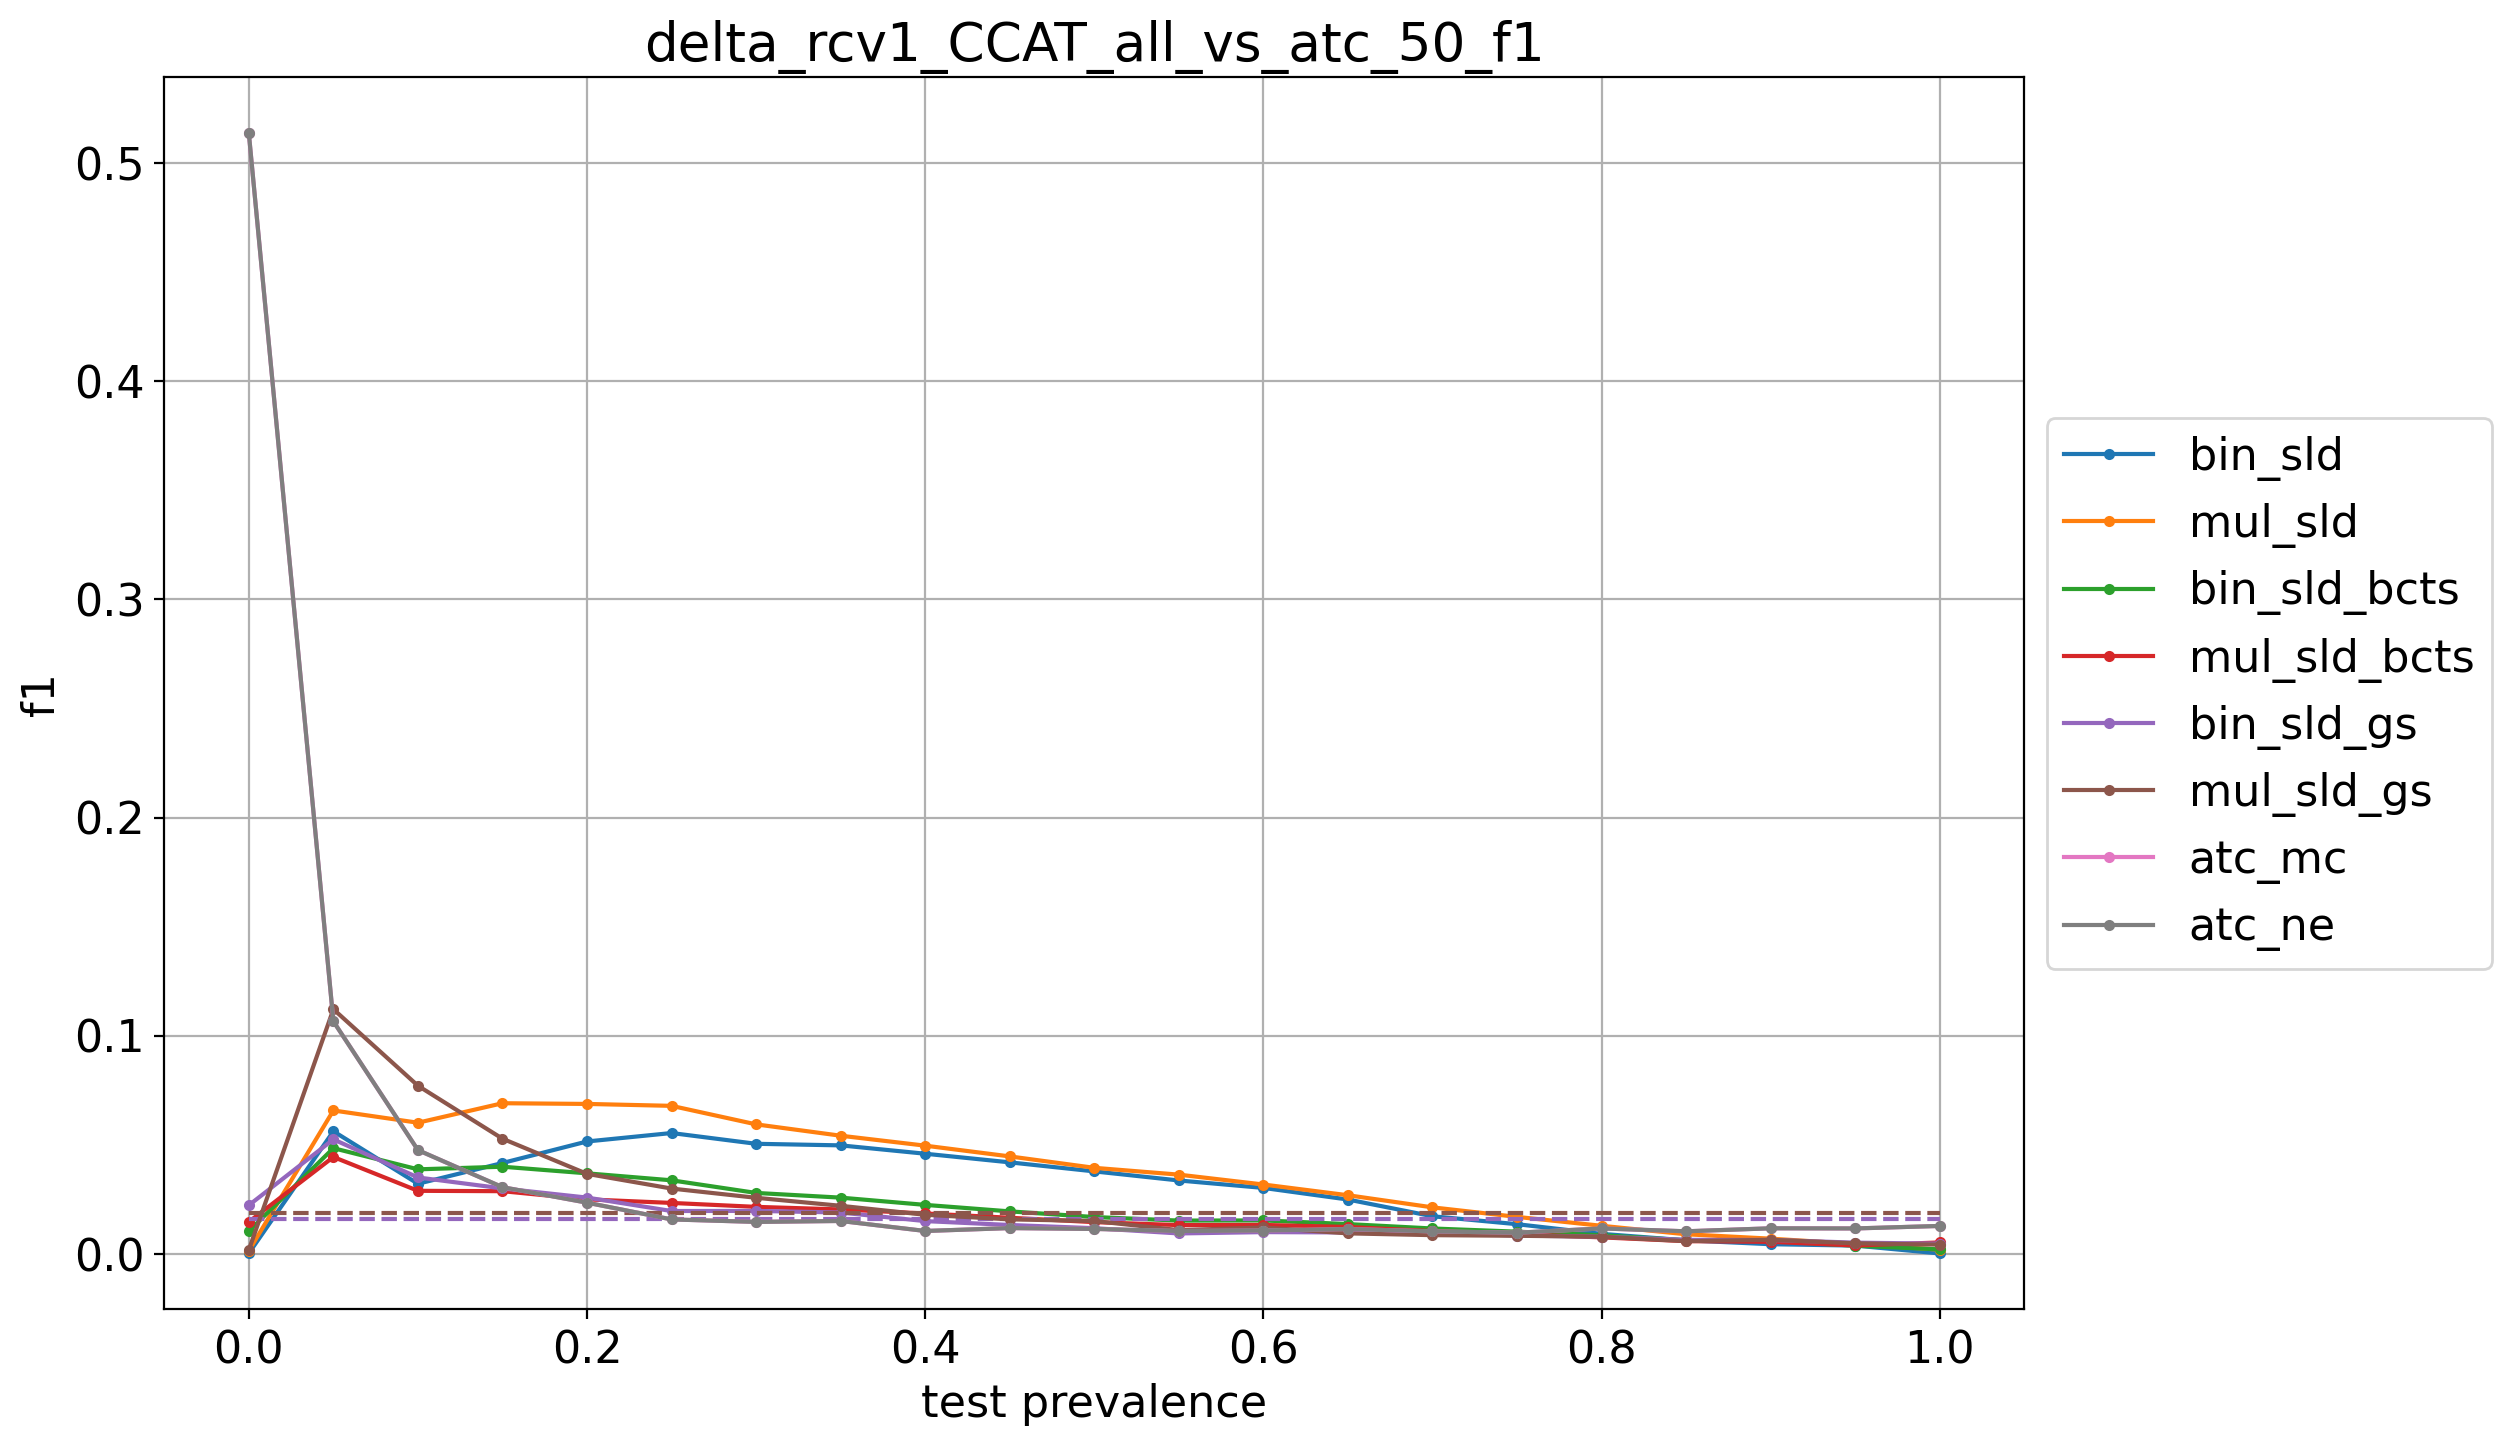 delta_rcv1_CCAT_all_vs_atc_50_f1
0.5
0.4
0.3
0.2
0.1
0.0
f1
0.0 0.2 0.4 0.6 0.8 1.0
test prevalence
bin_sld
mul_sld
bin_sld_bcts
mul_sld_bcts
bin_sld_gs
mul_sld_gs
atc_mc
atc_ne